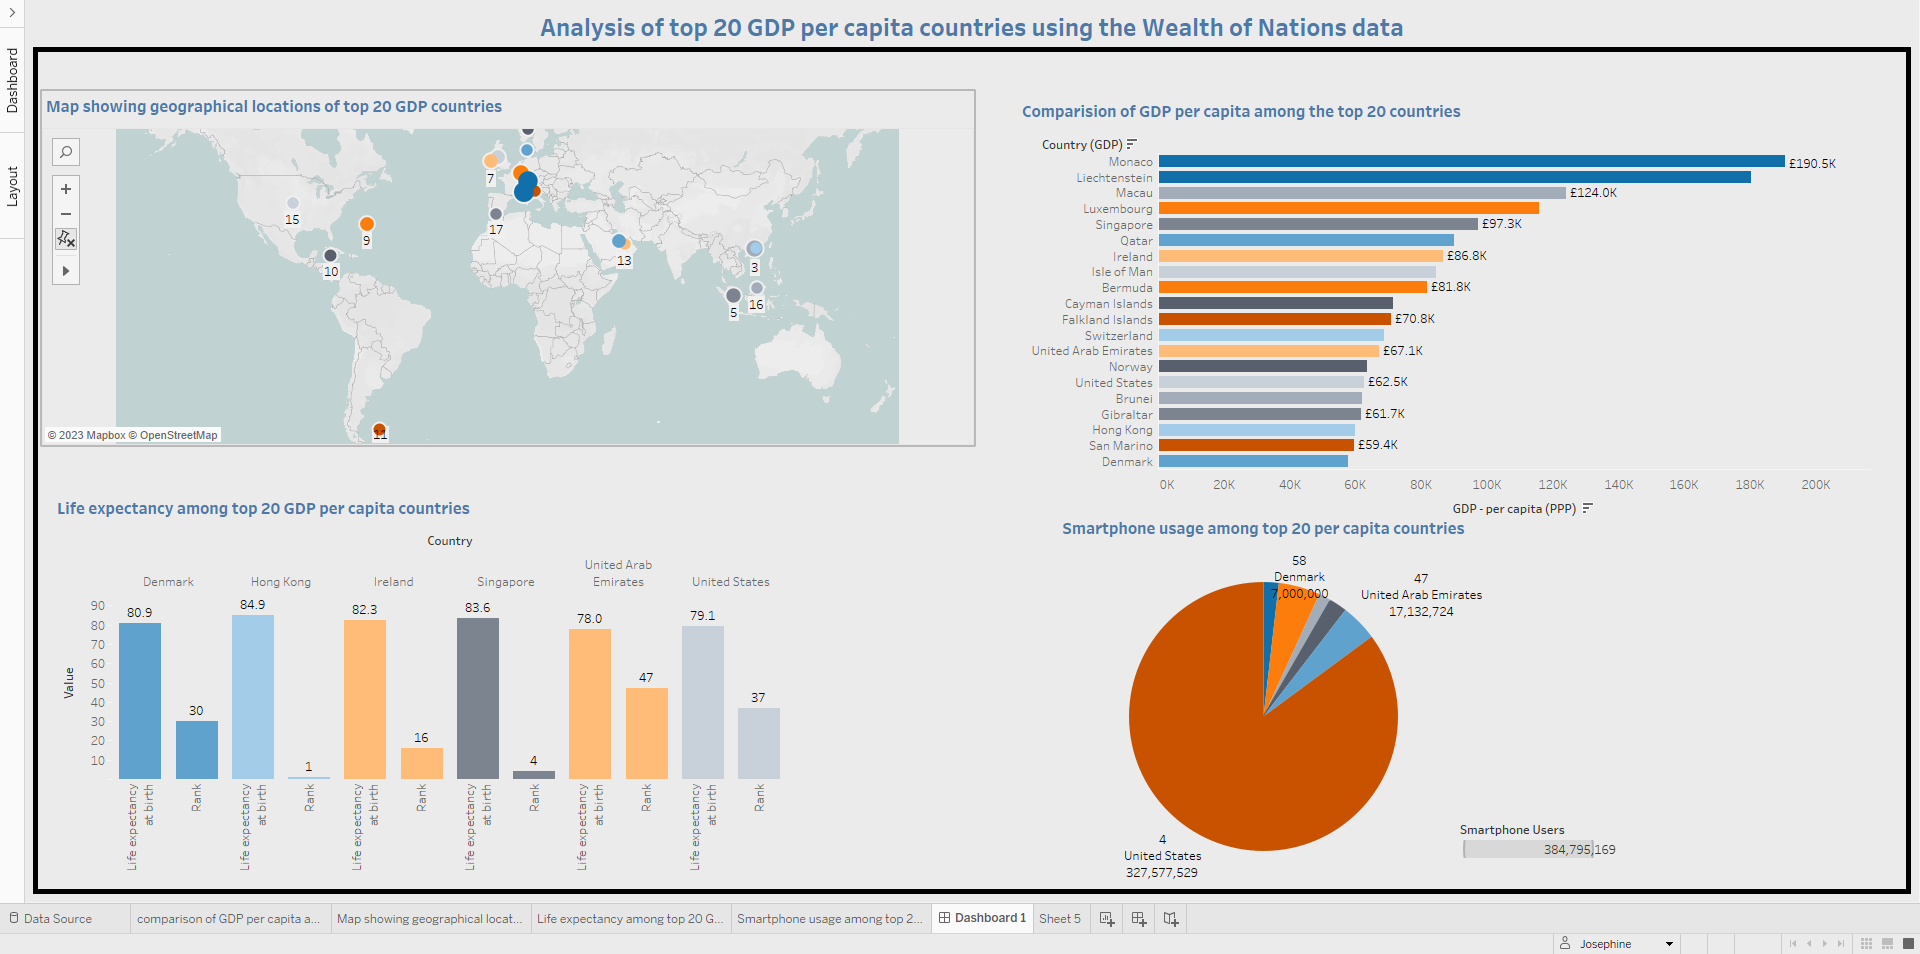 Analysis of top 20 GDP per capita countries using the Wealth of Nations data
Dashboard
Layout
Map showing geographical locations of top 20 GDP countries
7
15
9
17
10
13
3
5
16
11
© 2023 Mapbox © OpenStreetMap
Comparision of GDP per capita among the top 20 countries
Country (GDP)
Monaco £190.5K
Liechtenstein
Macau £124.0K
Luxembourg
Singapore £97.3K
Qatar
Ireland £86.8K
Isle of Man
Bermuda £81.8K
Cayman Islands
Falkland Islands £70.8K
Switzerland
United Arab Emirates £67.1K
Norway
United States £62.5K
Brunei
Gibraltar £61.7K
Hong Kong
San Marino £59.4K
Denmark
0K 20K 40K 60K 80K 100K 120K 140K 160K 180K 200K
GDP - per capita (PPP)
Life expectancy among top 20 GDP per capita countries
Country
Denmark Hong Kong Ireland Singapore United Arab Emirates United States
Value
90
80
70
60
50
40
30
20
10
80.9 30 84.9 1 82.3 16 83.6 4 78.0 47 79.1 37
Life expectancy at birth
Rank
Life expectancy at birth
Rank
Life expectancy at birth
Rank
Life expectancy at birth
Rank
Life expectancy at birth
Rank
Life expectancy at birth
Rank
Smartphone usage among top 20 per capita countries
58
Denmark
7,000,000
47
United Arab Emirates
17,132,724
4
United States
327,577,529
Smartphone Users
384,795,169
Data Source comparison of GDP per capita a... Map showing geographical locat... Life expectancy among top 20 G... Smartphone usage among top 2... Dashboard 1 Sheet 5
Josephine